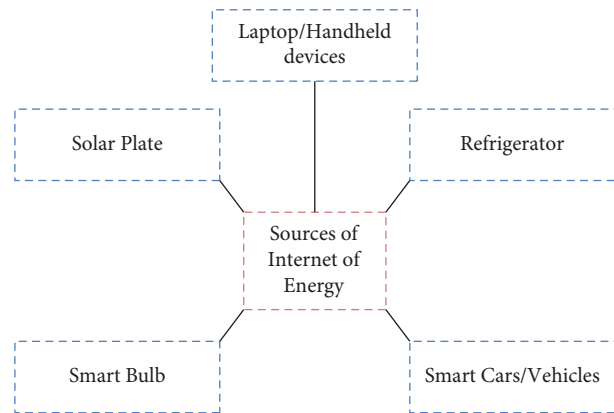 Laptop/Handheld
devices
Solar Plate
Refrigerator
Sources of
Internet of
Energy
Smart Bulb
Smart Cars/Vehicles